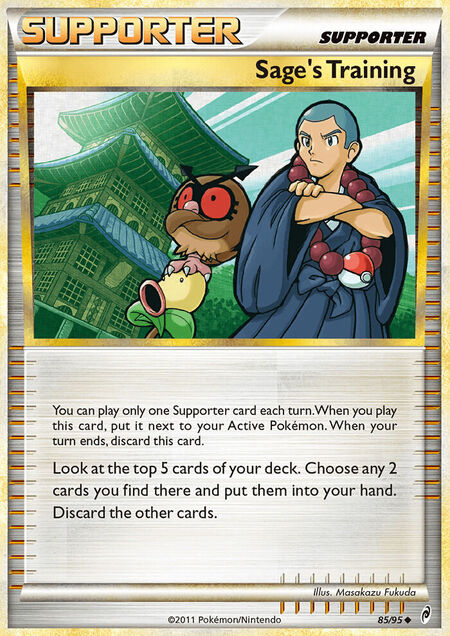 SUPPORTER
SUPPORTER
Sage's Training
You can play only one Supporter card each turn.When you play
this card, put it next to your Active Pokémon. When your
turn ends, discard this card.
Look at the top 5 cards of your deck. Choose any 2
cards you find there and put them into your hand.
Discard the other cards.
Illus. Masakazu Fukuda
©2011 Pokémon/Nintendo
85/95